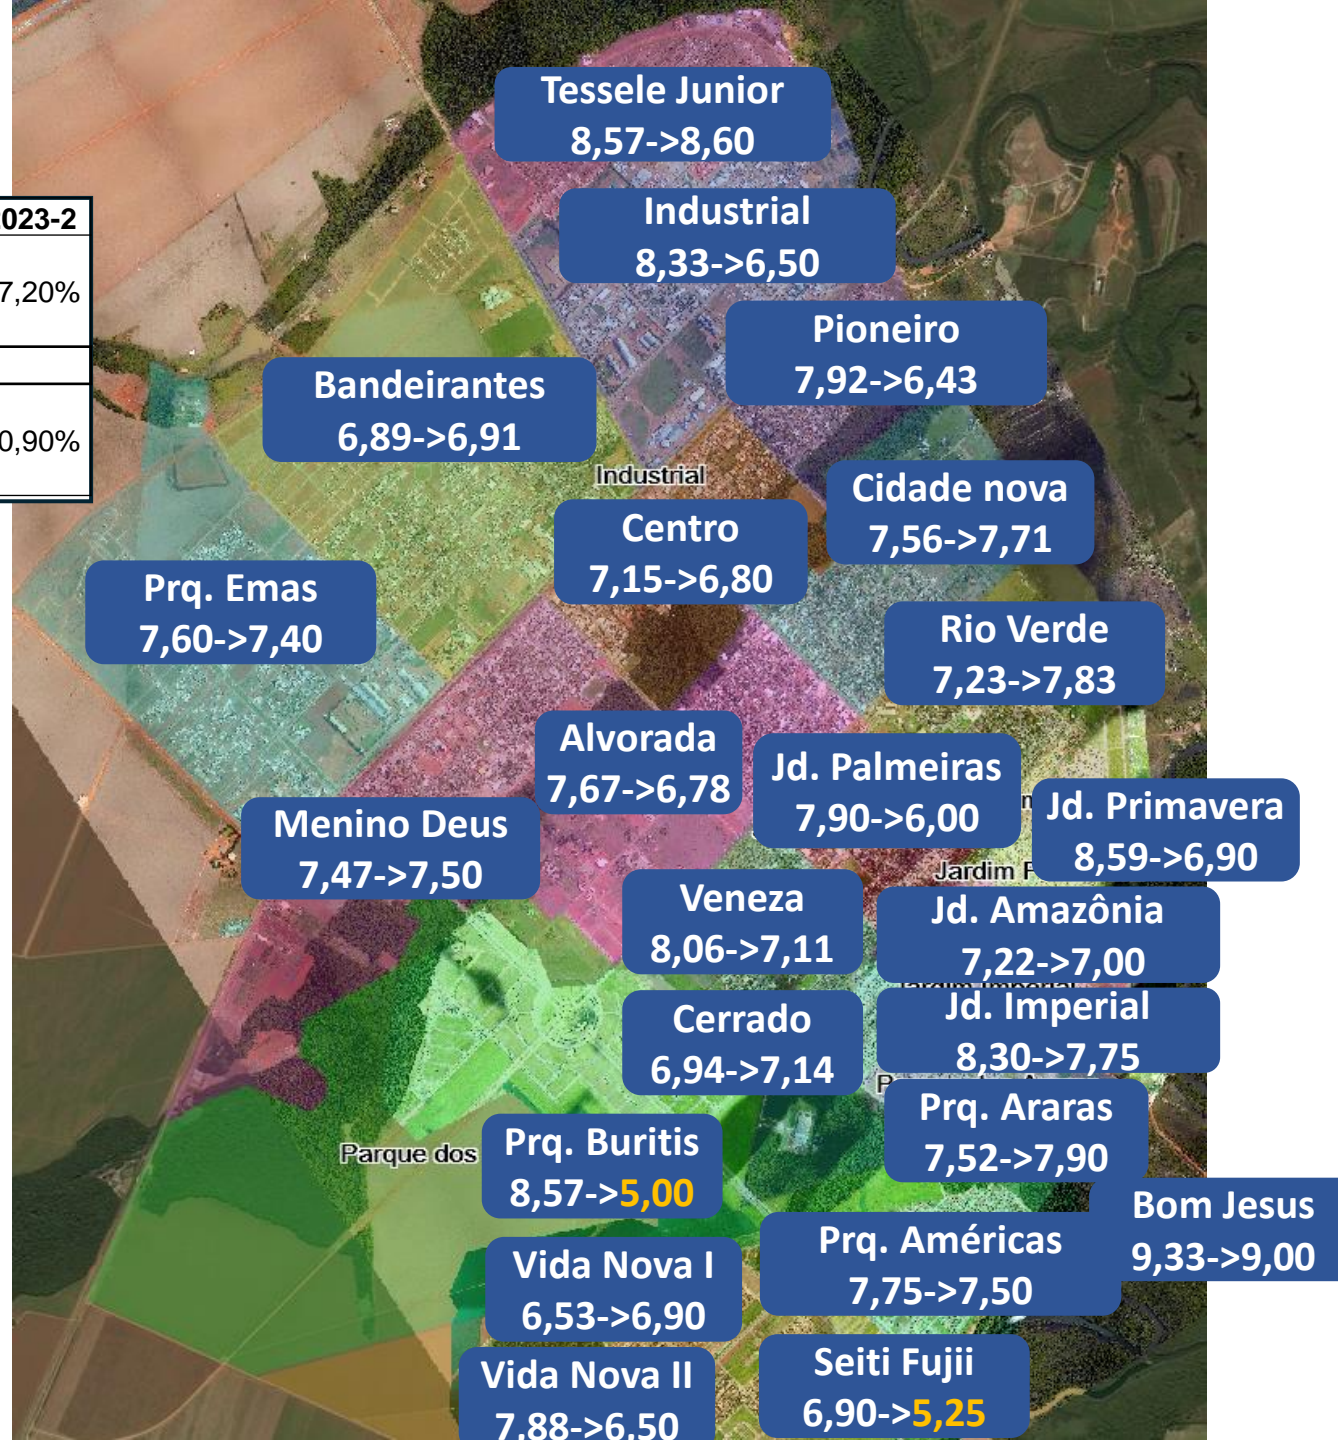 Tessele Junior
8,57->8,60
Industrial
8,33->6,50
023-2
7,20%
0,90%
Pioneiro
7,92->6,43
Bandeirantes
6,89->6,91
Industrial
Cidade nova
7,56->7,71
Centro
7,15->6,80
Prq. Emas
7,60->7,40
Rio Verde
7,23->7,83
Alvorada
7,67->6,78
Jd. Palmeiras
7,90->6,00
Jd. Primavera
8,59->6,90
Menino Deus
7,47->7,50
Jardim
Veneza
8,06->7,11
Jd. Amazônia
7,22->7,00
Jardim Imperial
Cerrado
6,94->7,14
Jd. Imperial
8,30->7,75
Prq. Araras
7,52->7,90
Parque dos
Prq. Buritis
8,57->5,00
Bom Jesus
9,33->9,00
Prq. Américas
7,75->7,50
Vida Nova I
6,53->6,90
Vida Nova II
7,88->6,50
Seiti Fujii
6,90->5,25